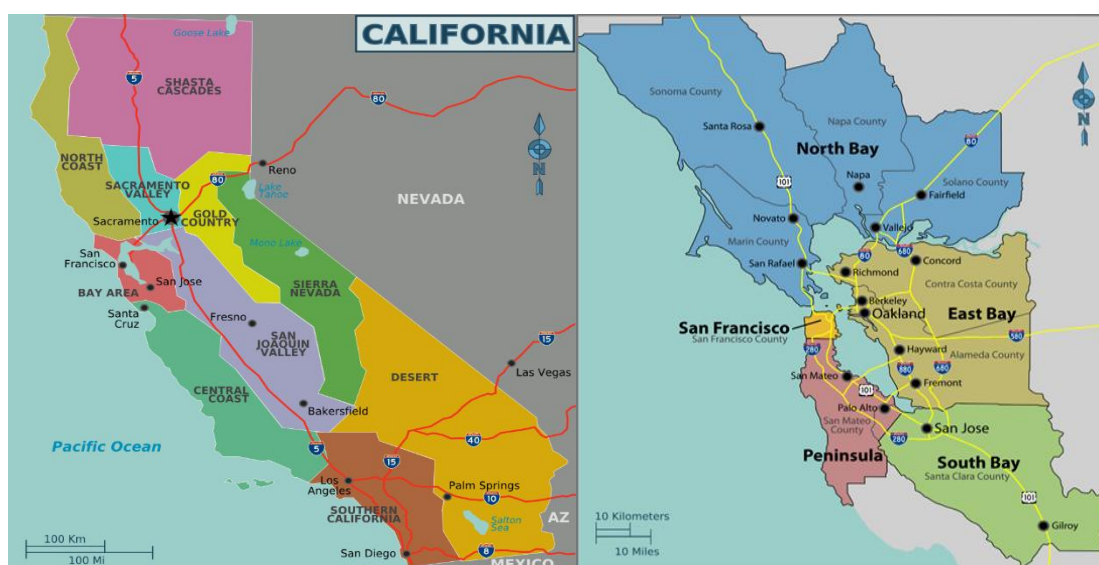 CALIFORNIA
Goose Lake
5
SHASTA
CASCADES
80
NORTH
COAST
N
Reno
SACRAMENTO
VALLEY
80
Lake
Tahoe
NEVADA
Sacramento
GOLD
COUNTRY
Mono Lake
San
Francisco
San Jose
BAY AREA
SIERRA
NEVADA
Santa
Cruz
Fresno
SAN
JOAQUIN
VALLEY
15
Las Vegas
DESERT
CENTRAL
COAST
Bakersfield
Pacific Ocean
5
40
15
Los
Angeles
Palm Springs
10
SOUTHERN
CALIFORNIA
Salton
Sea
AZ
100 Km
100 Mi
San Diego
8
MEXICO
Sonoma County
Napa County
Santa Rosa
North Bay
80
N
101
Napa
Solano County
Fairfield
Novato
Vallejo
Marin County
680
80
San Rafael
Concord
Richmond
Contra Costa County
Berkeley
Oakland
East Bay
San Francisco
San Francisco County
580
280
Hayward
Alameda County
880
680
San Mateo
Fremont
101
Palo Alto
San Mateo
County
San Jose
280
Peninsula
South Bay
Santa Clara County
101
10 Kilometers
10 Miles
Gilroy